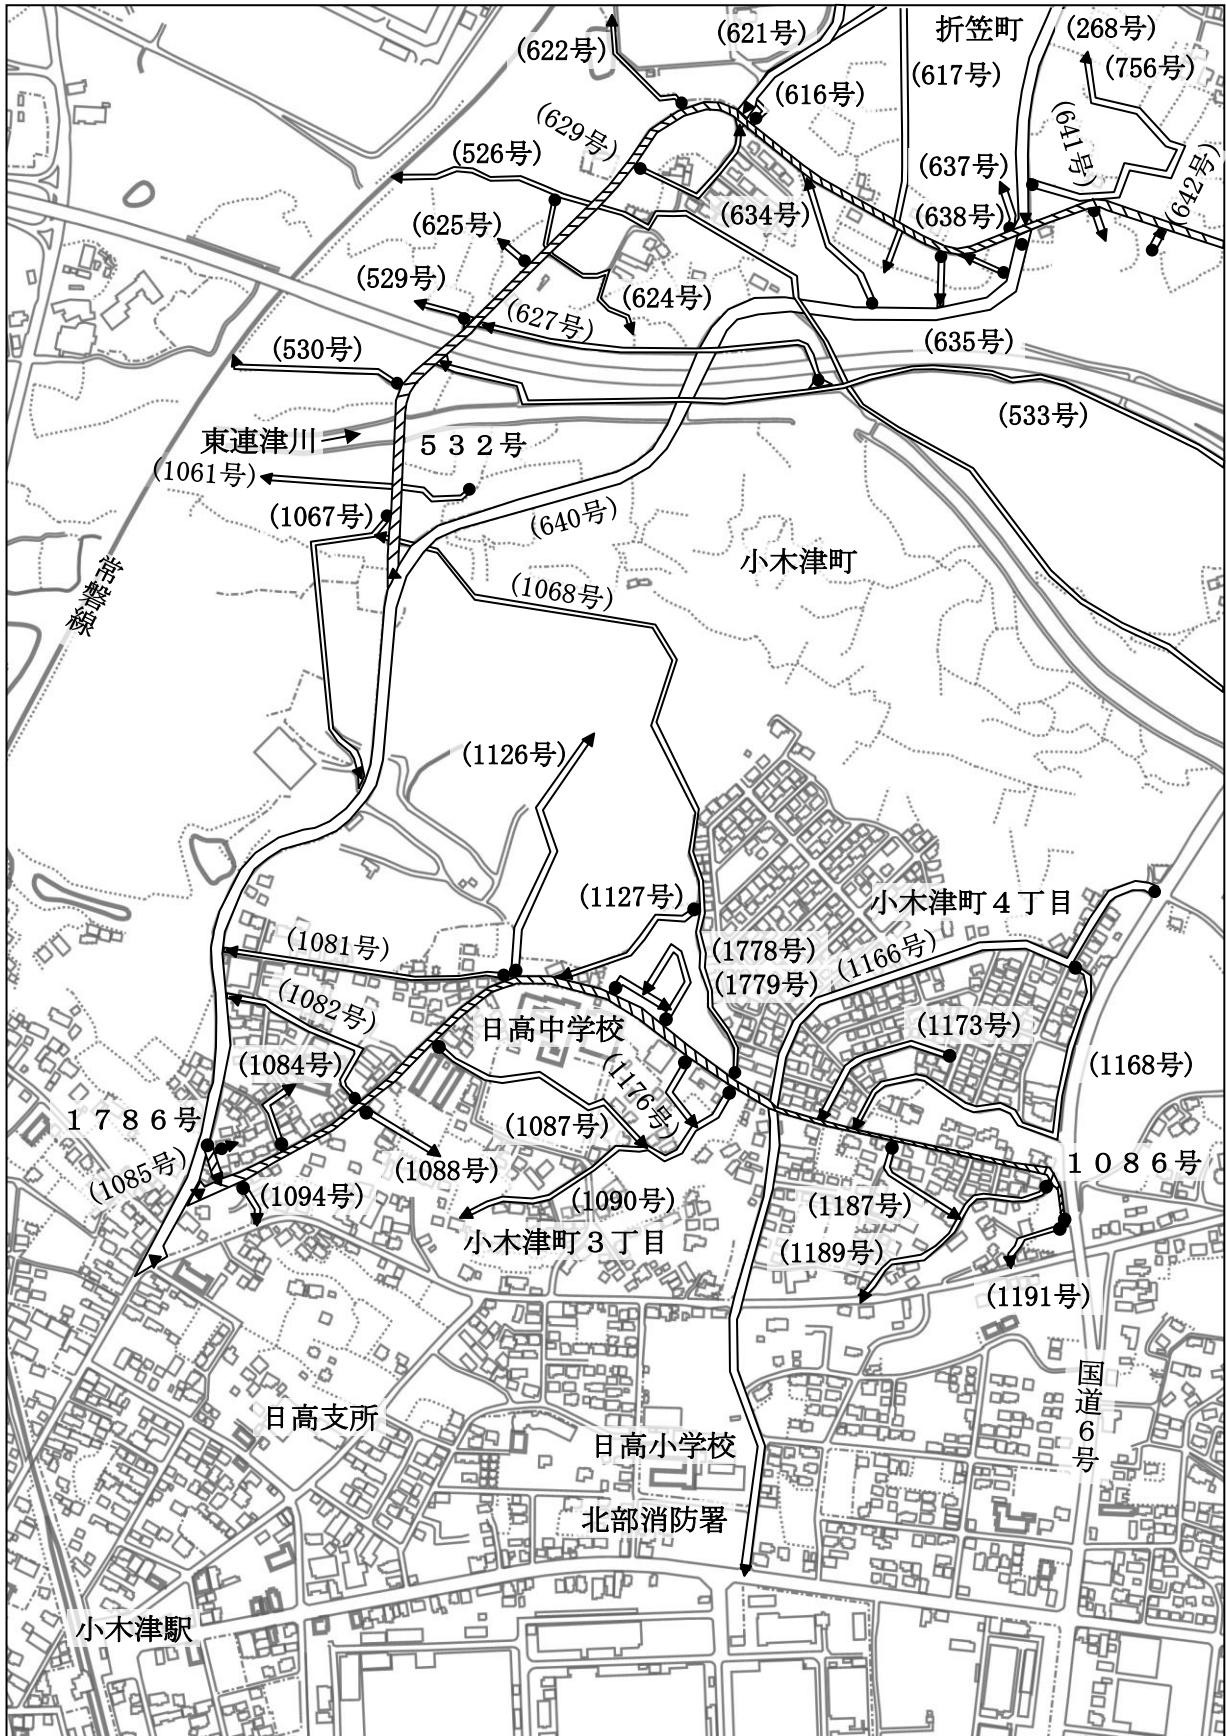 折笠町
(268号)
(621号)
(622号)
(617号)
(756号)
(616号)
(629号)
(641号)
(526号)
(637号)
(642号)
(634号)
(638号)
(625号)
(529号)
(624号)
(627号)
(635号)
(530号)
(533号)
東連津川
５３２号
(1061号)
(1067号)
(640号)
小木津町
常磐線
(1068号)
(1126号)
(1127号)
小木津町４丁目
(1081号)
(1778号)
(1166号)
(1779号)
(1082号)
日高中学校
(1173号)
(1084号)
(1176号)
(1168号)
１７８６号
(1087号)
(1085号)
(1088号)
１０８６号
(1094号)
(1090号)
(1187号)
小木津町３丁目
(1189号)
(1191号)
国道６号
日高支所
日高小学校
北部消防署
小木津駅